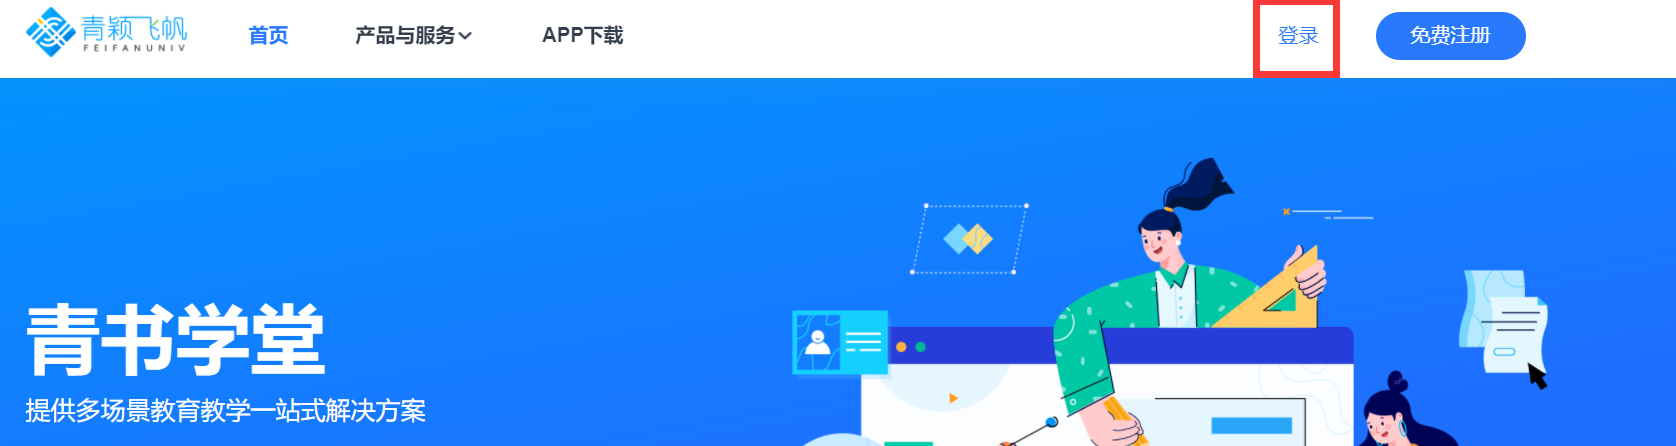 青颖飞帆
FEIFANUNIV
首页
产品与服务
APP下载
登录
免费注册
青书学堂
提供多场景教育教学一站式解决方案